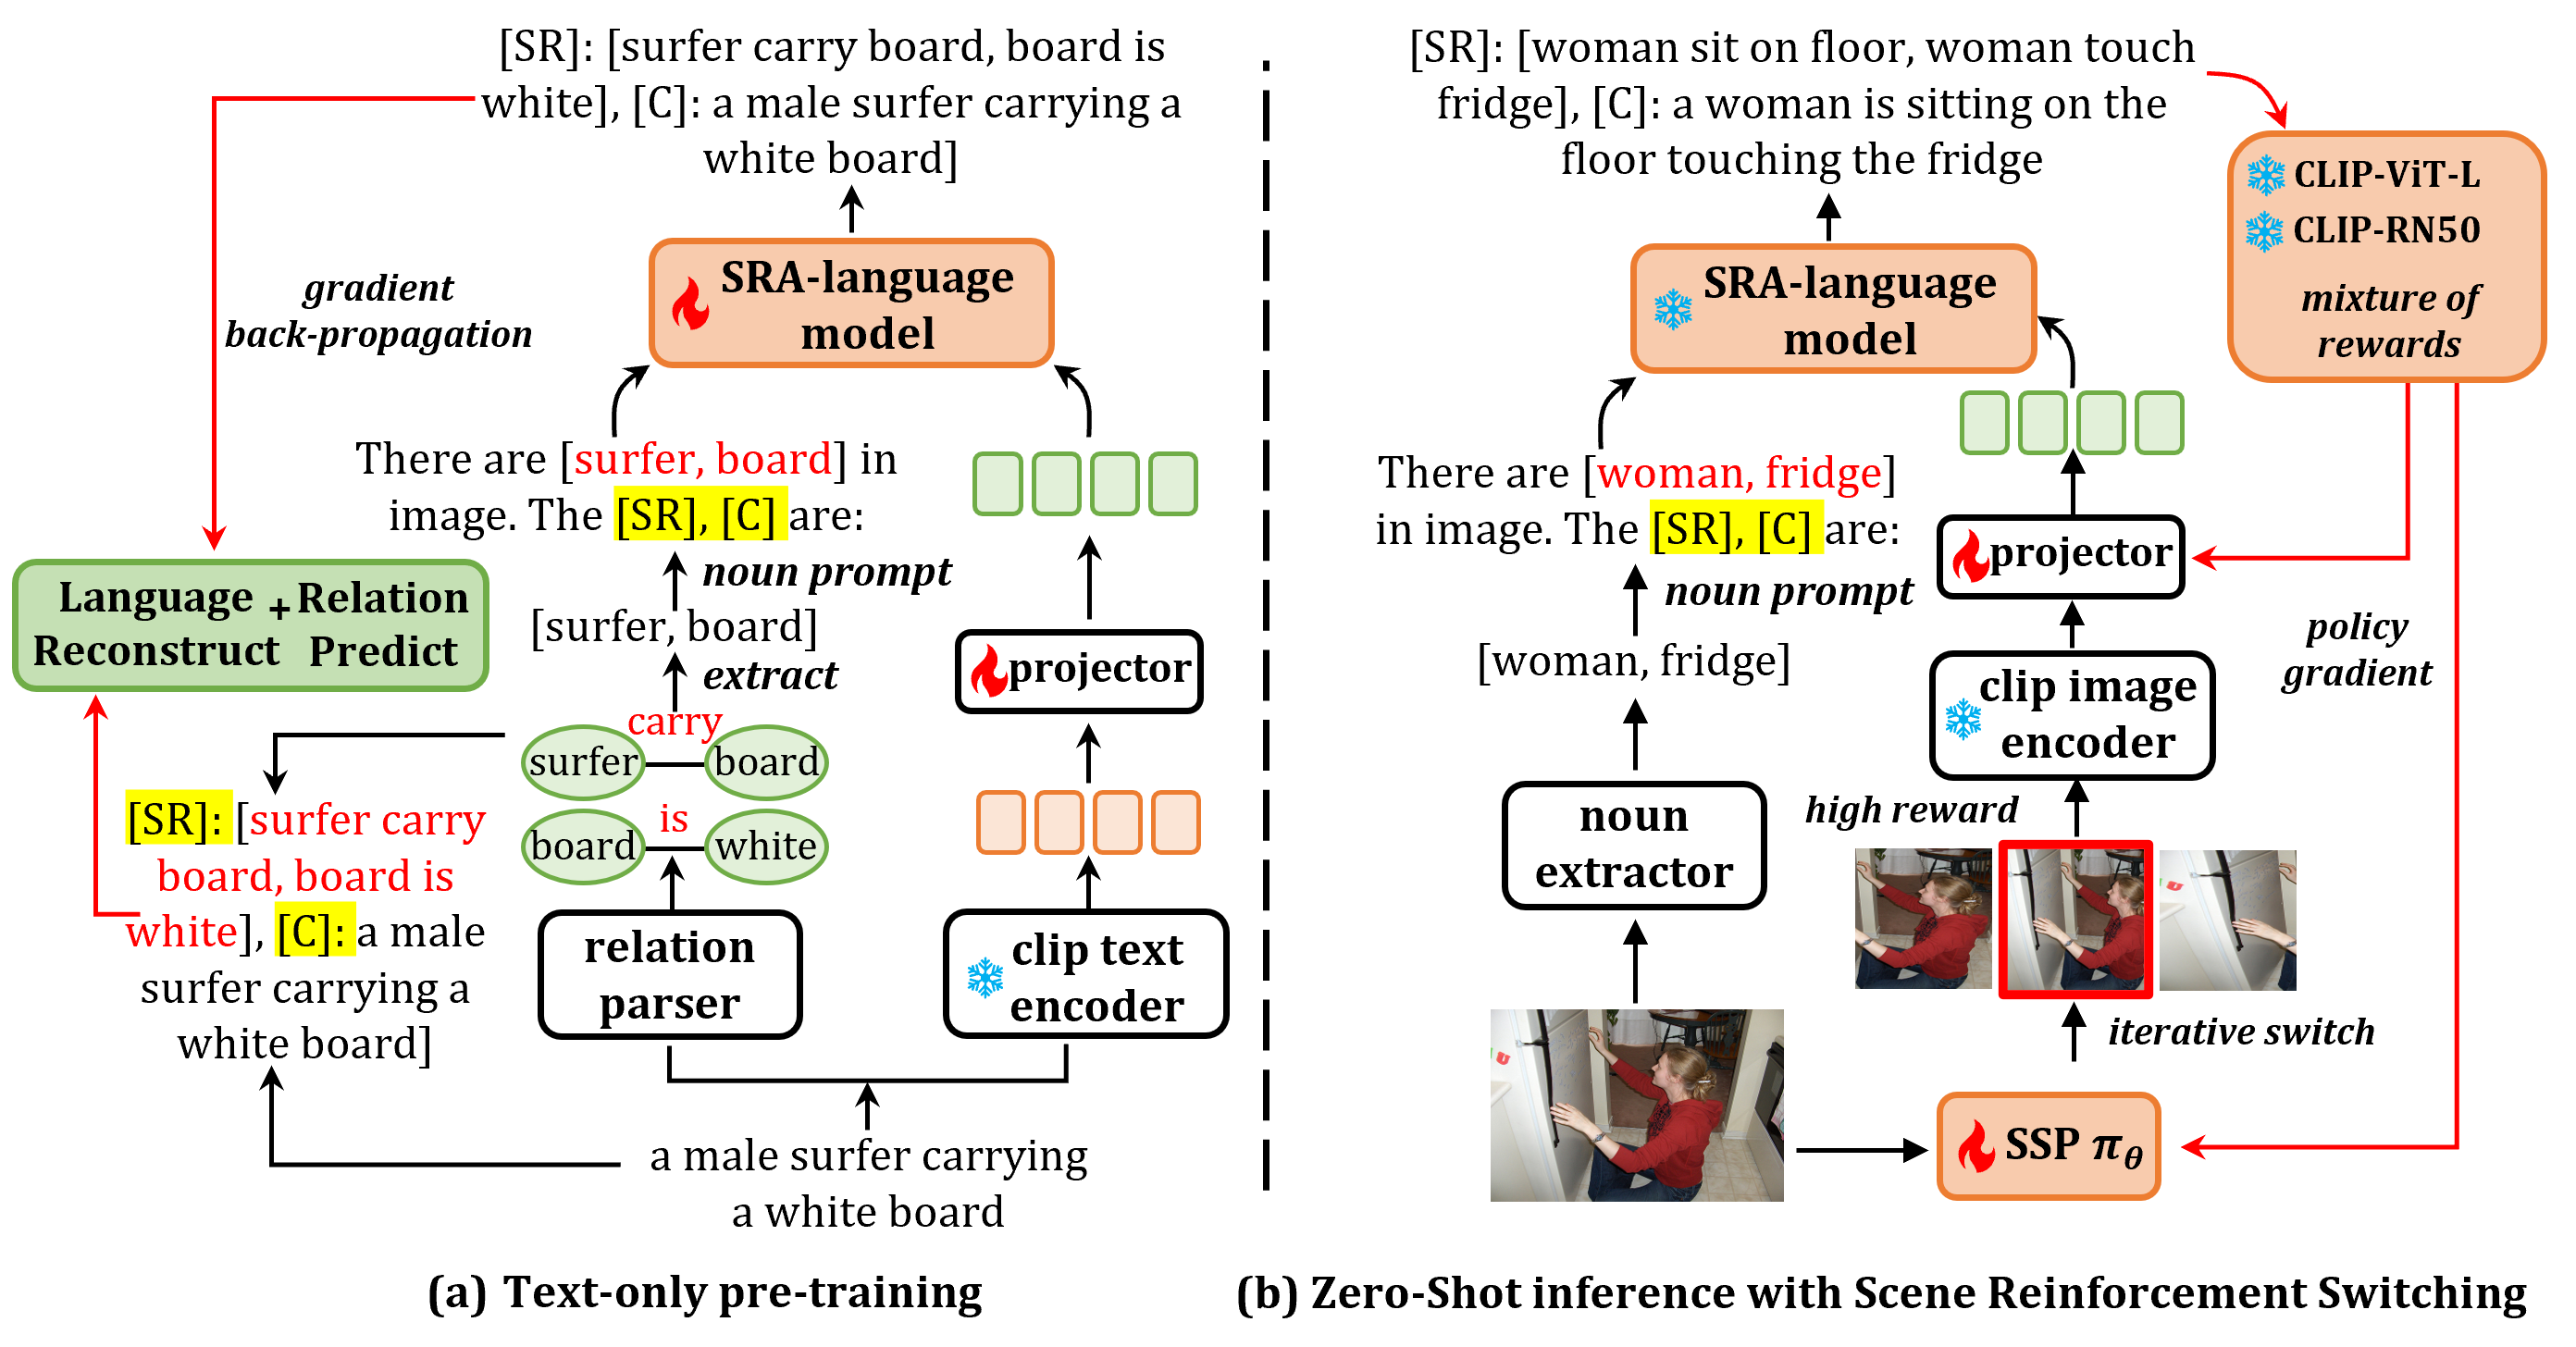 [SR]: [surfer carry board, board is
white], [C]: a male surfer carrying a
white board]
SRA-language
model
gradient
back-propagation
There are [surfer, board] in
image. The [SR], [C] are:
noun prompt
[surfer, board]
extract
Language
Reconstruct
+
Relation
Predict
projector
carry
surfer
board
is
board
white
[SR]: [surfer carry
board, board is
white], [C]: a male
surfer carrying a
white board]
relation
parser
clip text
encoder
a male surfer carrying
a white board
(a) Text-only pre-training
[SR]: [woman sit on floor, woman touch
fridge], [C]: a woman is sitting on the
floor touching the fridge
CLIP-ViT-L
CLIP-RN50
mixture of
rewards
SRA-language
model
There are [woman, fridge]
in image. The [SR], [C] are:
noun prompt
projector
[woman, fridge]
policy
gradient
clip image
encoder
noun
extractor
high reward
iterative switch
SSP πθ
(b) Zero-Shot inference with Scene Reinforcement Switching